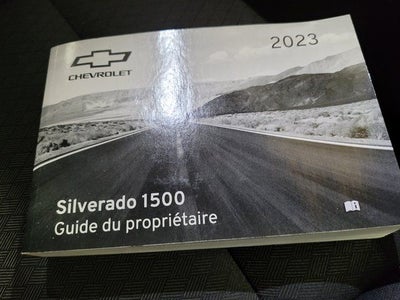 CHEVROLET
2023
Silverado 1500
Guide du propriétaire